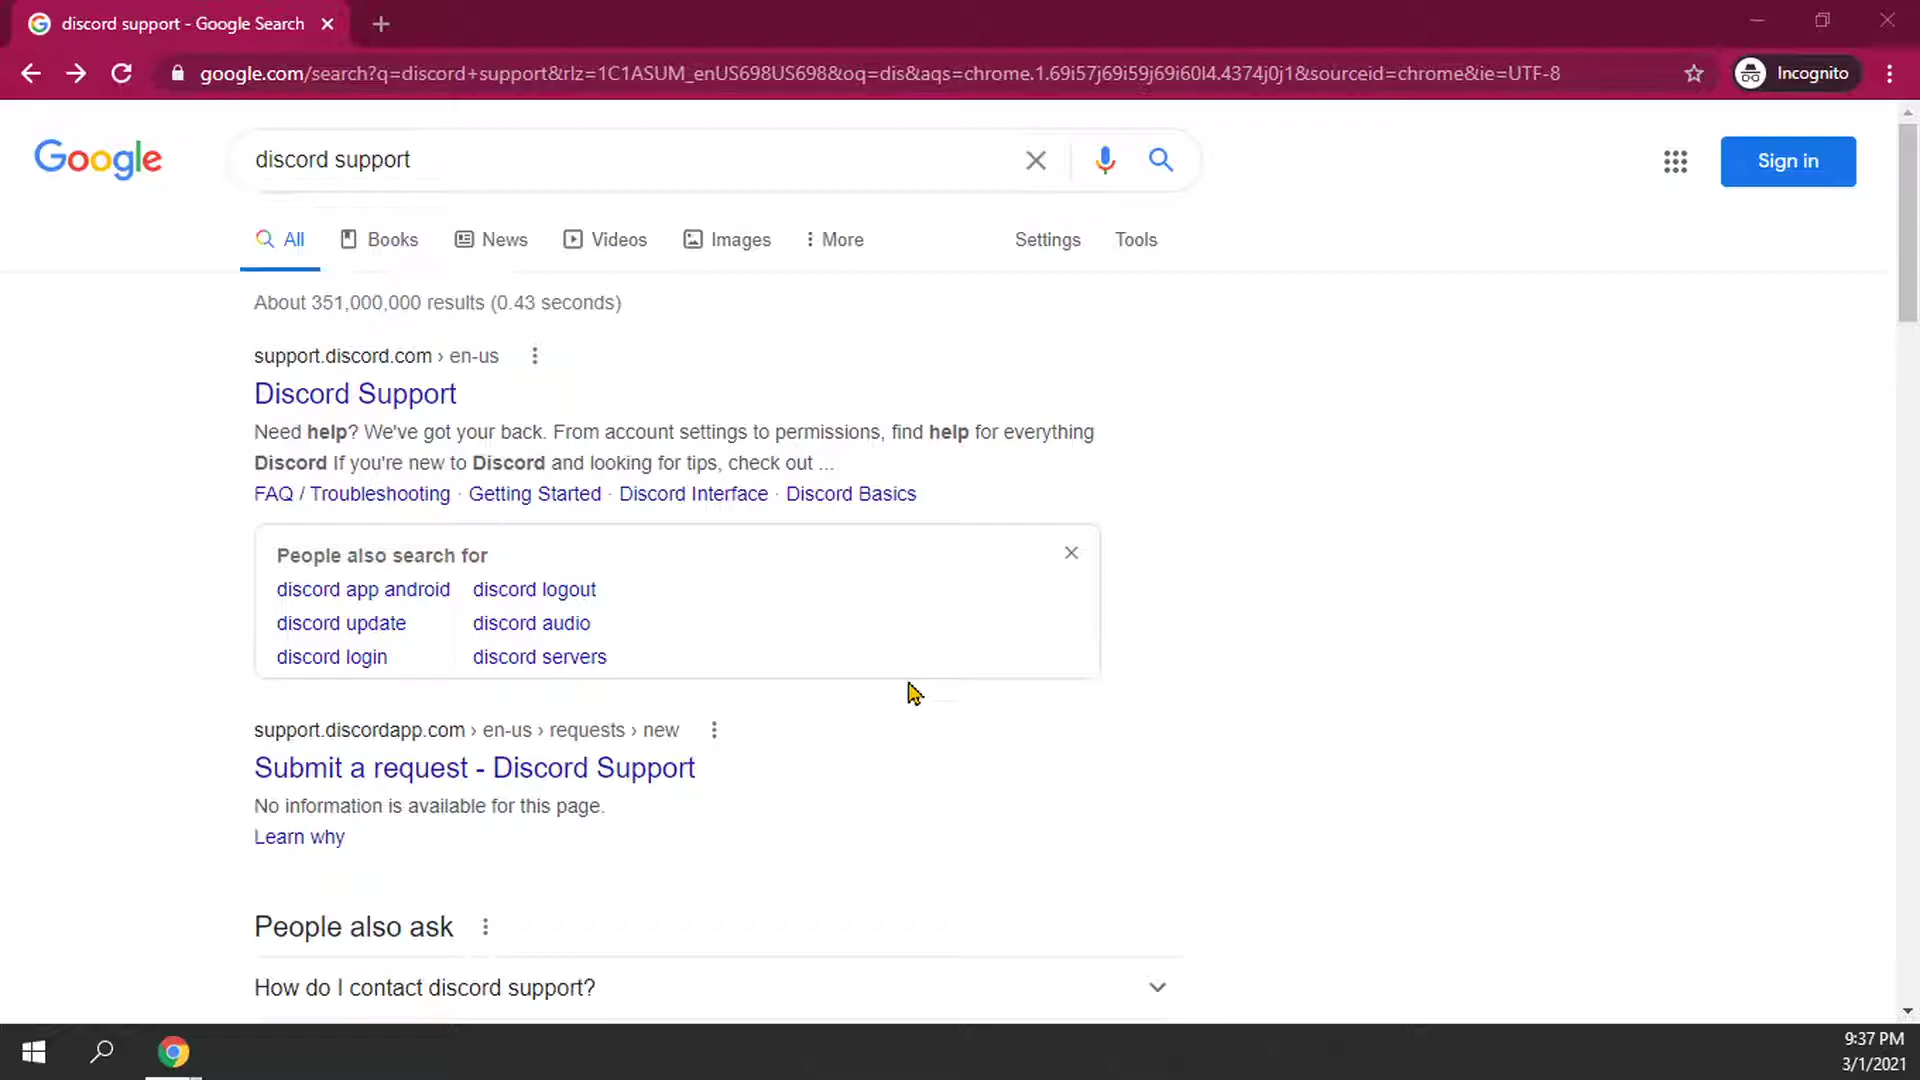 discord support - Google Search
google.com/search?q=discord+support&rlz=1C1ASUM_enUS698US698&oq=dis&aqs=chrome.1.69i57j69i59j69i60l4.4374j0j1&sourceid=chrome&ie=UTF-8
Incognito
Google
discord support
Sign in
All
Books
News
Videos
Images
More
Settings
Tools
About 351,000,000 results (0.43 seconds)
support.discord.com › en-us
Discord Support
Need help? We've got your back. From account settings to permissions, find help for everything
Discord If you're new to Discord and looking for tips, check out ...
FAQ / Troubleshooting · Getting Started · Discord Interface · Discord Basics
People also search for
discord app android discord logout
discord update discord audio
discord login discord servers
support.discordapp.com › en-us › requests › new
Submit a request - Discord Support
No information is available for this page.
Learn why
People also ask
How do I contact discord support?
9:37 PM
3/1/2021